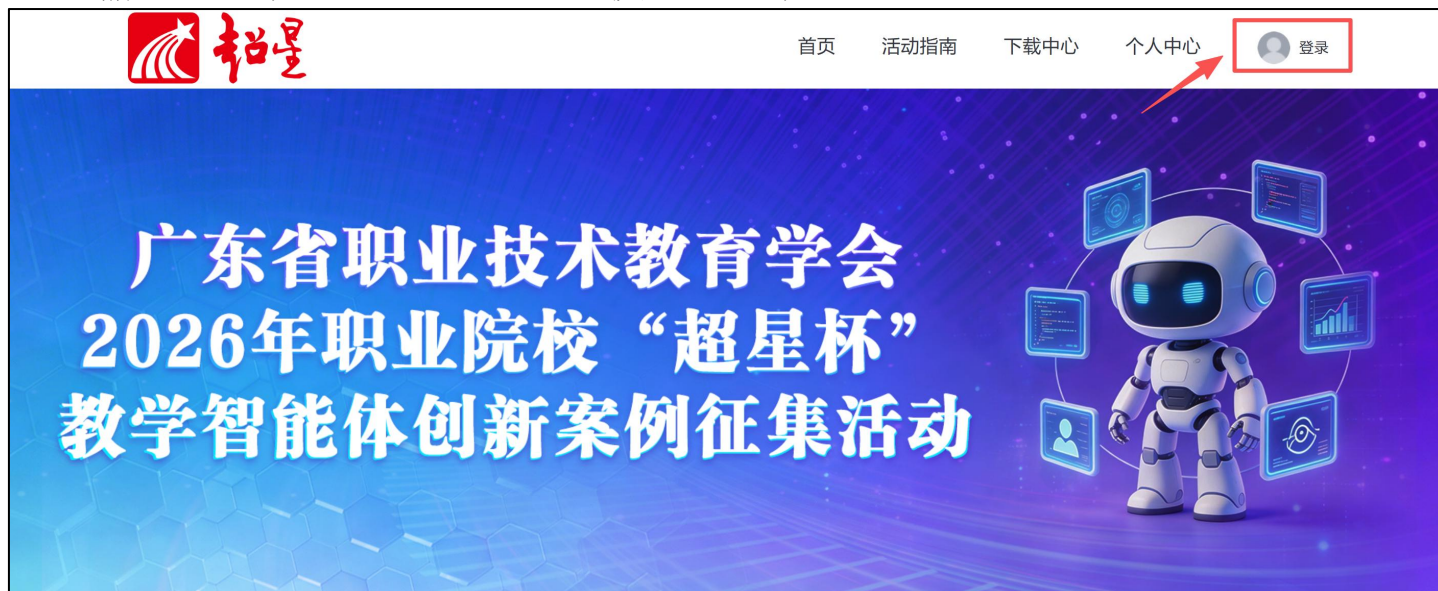 超星
首页 活动指南 下载中心 个人中心 登录
广东省职业技术教育学会
2026年职业院校“超星杯”
教学智能体创新案例征集活动